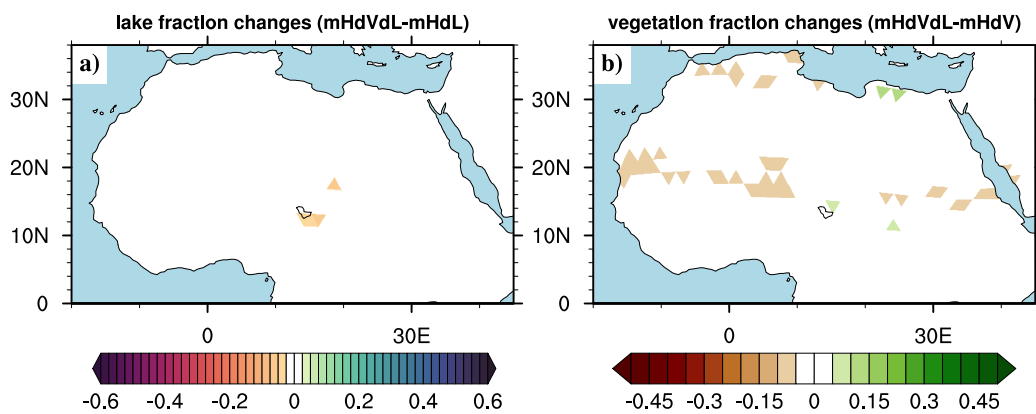 lake fraction changes (mHdVdL-mHdL)
vegetation fraction changes (mHdVdL-mHdV)
a)
b)
30N
20N
10N
0
0
30E
30N
20N
10N
0
0
30E
-0.6 -0.4 -0.2 0 0.2 0.4 0.6
-0.45 -0.3 -0.15 0 0.15 0.3 0.45